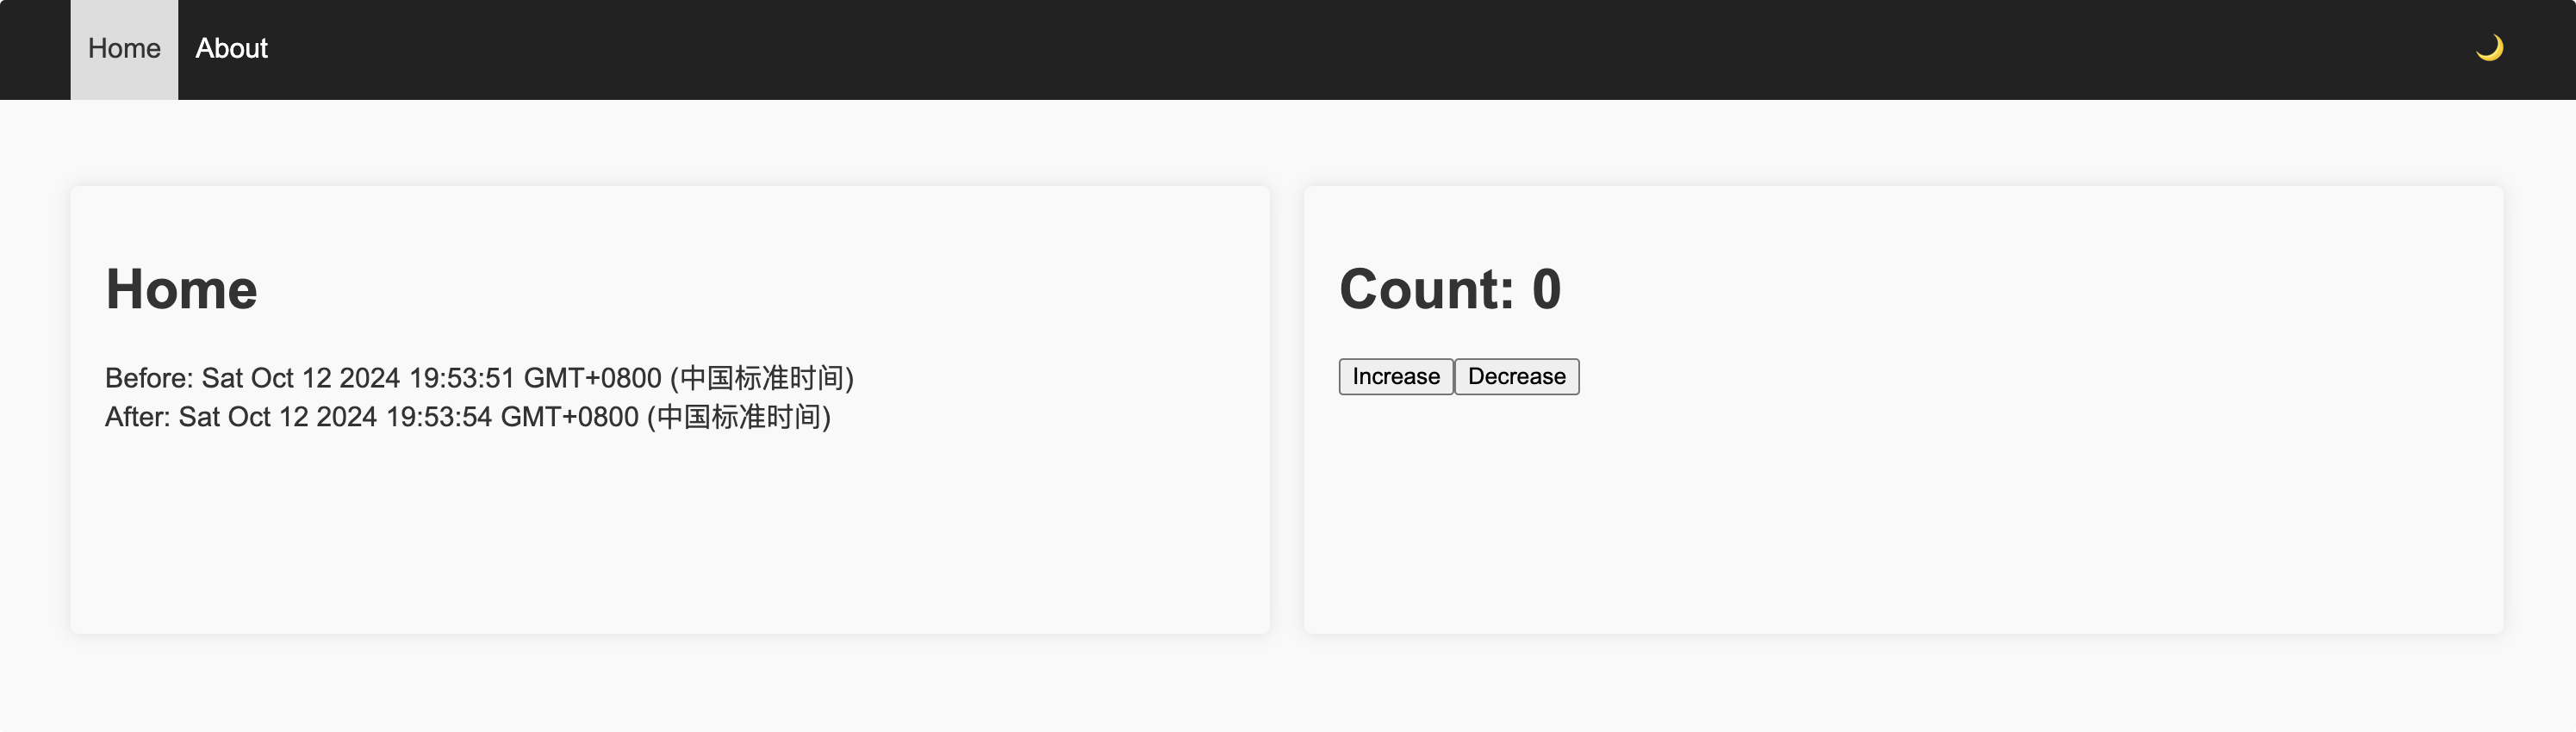 Home About
Home
Before: Sat Oct 12 2024 19:53:51 GMT+0800 (中国标准时间)
After: Sat Oct 12 2024 19:53:54 GMT+0800 (中国标准时间)
Count: 0
Increase Decrease